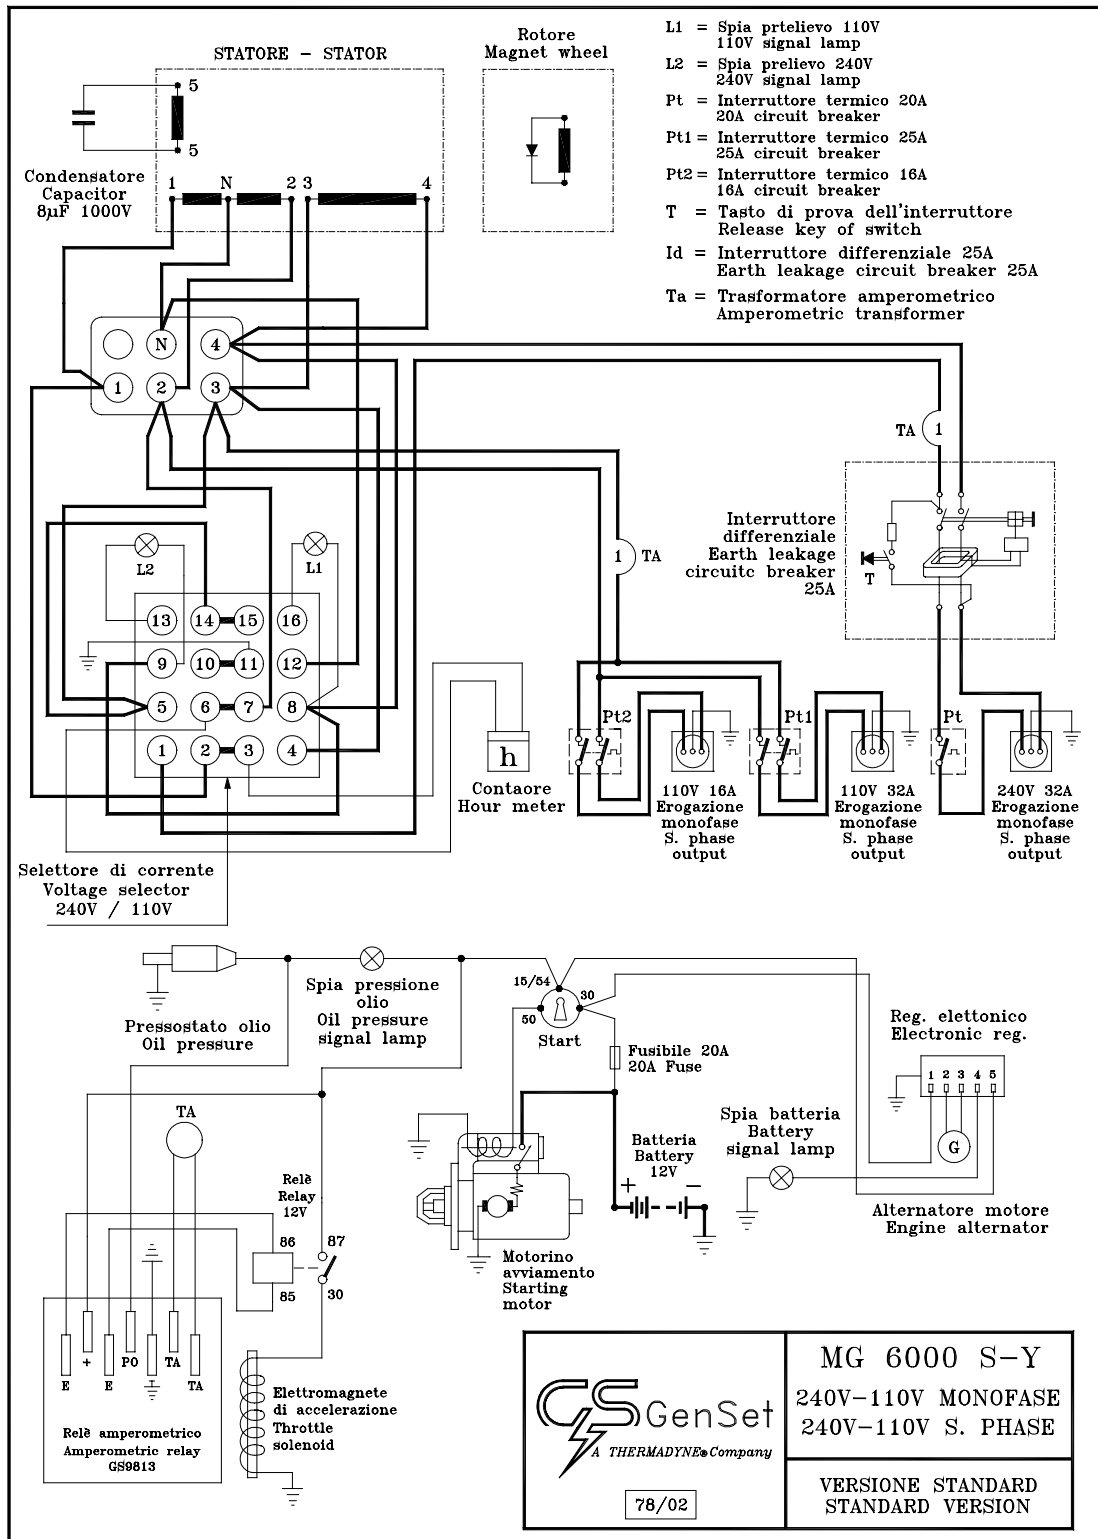 STATORE - STATOR
Rotore
Magnet wheel
L1 = Spia prtelievo 110V
110V signal lamp
L2 = Spia prelievo 240V
240V signal lamp
Pt = Interruttore termico 20A
20A circuit breaker
Pt1 = Interruttore termico 25A
25A circuit breaker
Pt2 = Interruttore termico 16A
16A circuit breaker
T = Tasto di prova dell'interruttore
Release key of switch
Id = Interruttore differenziale 25A
Earth leakage circuit breaker 25A
Ta = Trasformatore amperometrico
Amperometric transformer
5
5
Condensatore
Capacitor
8µF 1000V
1 N 2 3 4
N 4
1 2 3
TA 1
1 TA
Interruttore
differenziale
Earth leakage
circuitc breaker
25A
T
L2
L1
13 14 15 16
9 10 11 12
5 6 7 8
1 2 3 4
h
Contaore
Hour meter
Pt2
Pt1
Pt
110V 16A
Erogazione
monofase
S. phase
output
110V 32A
Erogazione
monofase
S. phase
output
240V 32A
Erogazione
monofase
S. phase
output
Selettore di corrente
Voltage selector
240V / 110V
Pressostato olio
Oil pressure
Spia pressione
olio
Oil pressure
signal lamp
15/54
30
50
Start
Fusibile 20A
20A Fuse
Reg. elettonico
Electronic reg.
1 2 3 4 5
G
Spia batteria
Battery
signal lamp
Batteria
Battery
12V
+ −
Alternatore motore
Engine alternator
TA
Relè
Relay
12V
86
87
85
30
Motorino
avviamento
Starting
motor
E + E PO TA TA
Relè amperometrico
Amperometric relay
GS9813
Elettromagnete
di accelerazione
Throttle
solenoid
GS GenSet
A THERMADYNE® Company
78/02
MG 6000 S-Y
240V-110V MONOFASE
240V-110V S. PHASE
VERSIONE STANDARD
STANDARD VERSION